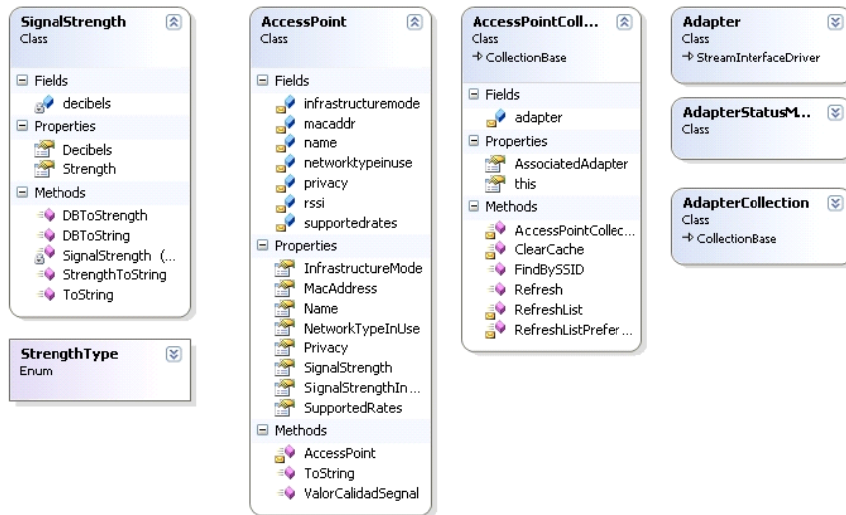 SignalStrength
Class
Fields
decibels
Properties
Decibels
Strength
Methods
DBToStrength
DBToString
SignalStrength (...
StrengthToString
ToString
StrengthType
Enum
AccessPoint
Class
Fields
infrastructuremode
macaddr
name
networktypeinuse
privacy
rssi
supportedrates
Properties
InfrastructureMode
MacAddress
Name
NetworkTypeInUse
Privacy
SignalStrength
SignalStrengthIn...
SupportedRates
Methods
AccessPoint
ToString
ValorCalidadSegnal
AccessPointColl...
Class
CollectionBase
Fields
adapter
Properties
AssociatedAdapter
this
Methods
AccessPointCollec...
ClearCache
FindBySSID
Refresh
RefreshList
RefreshListPrefer...
Adapter
Class
StreamInterfaceDriver
AdapterStatusM...
Class
AdapterCollection
Class
CollectionBase